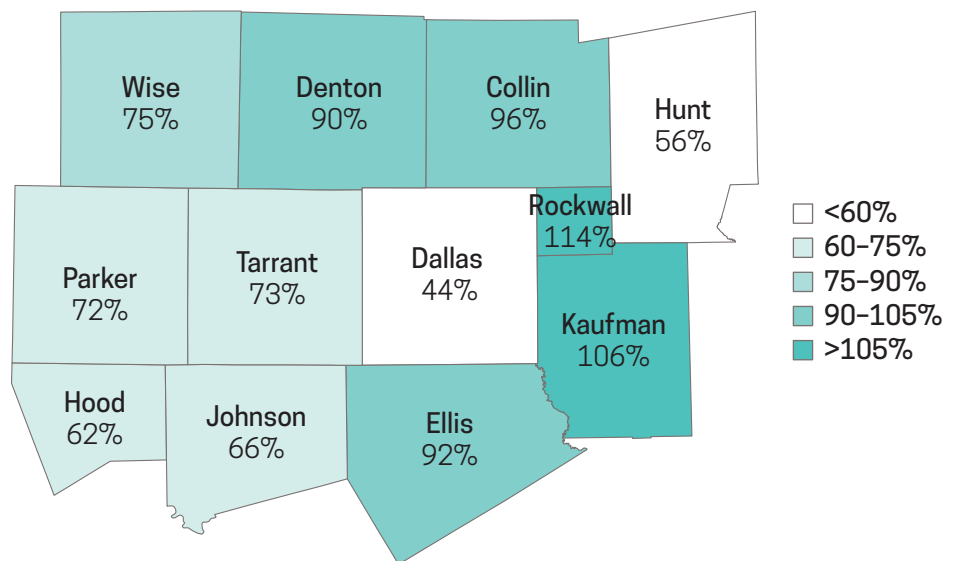 Wise
75%
Denton
90%
Collin
96%
Hunt
56%
Rockwall
114%
Parker
72%
Tarrant
73%
Dallas
44%
Kaufman
106%
Hood
62%
Johnson
66%
Ellis
92%
<60%
60–75%
75–90%
90–105%
>105%